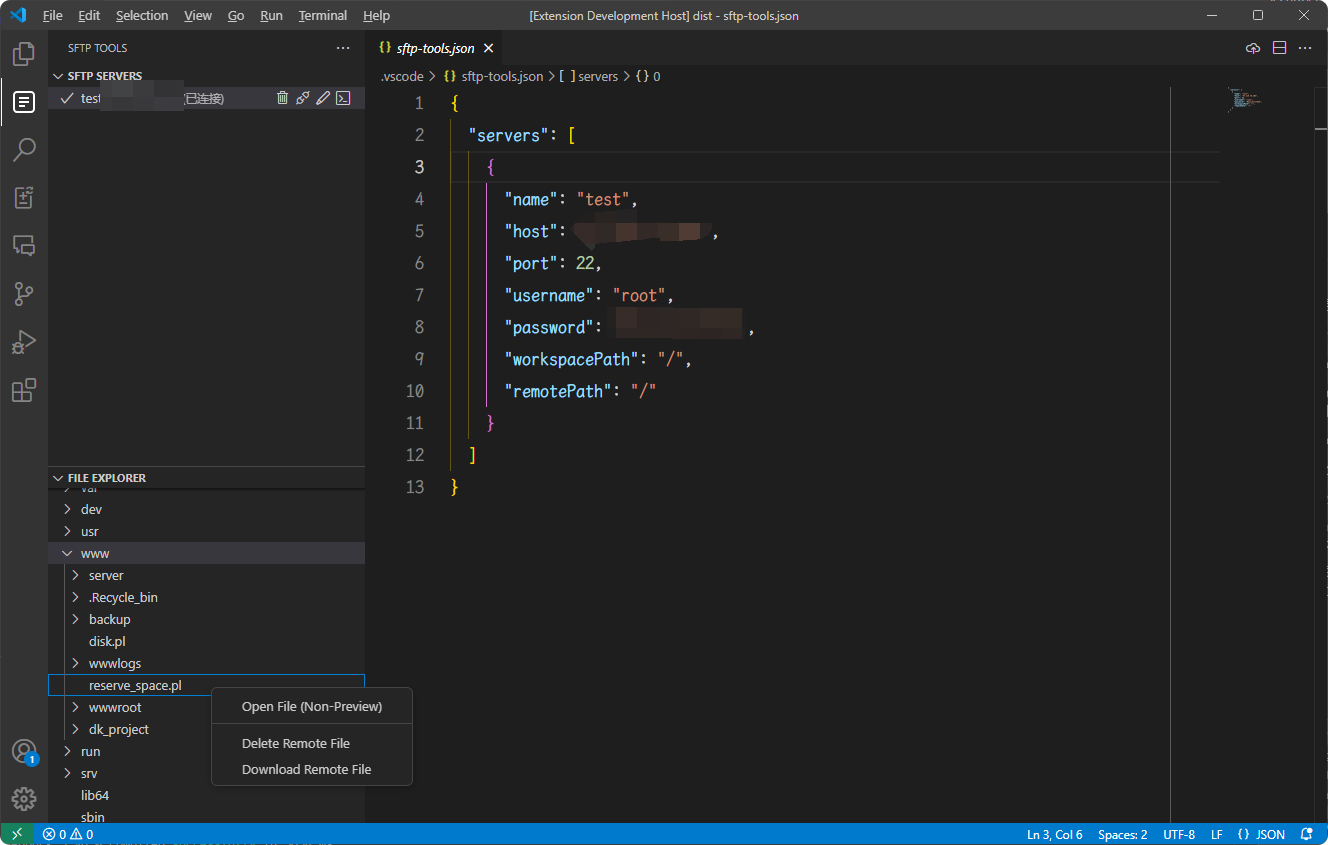 File Edit Selection View Go Run Terminal Help [Extension Development Host] dist - sftp-tools.json
SFTP TOOLS
SFTP SERVERS
test (已连接)
FILE EXPLORER
var
dev
usr
www
server
.Recycle_bin
backup
disk.pl
wwwlogs
reserve_space.pl
wwwroot
dk_project
run
srv
lib64
sbin
Open File (Non-Preview)
Delete Remote File
Download Remote File
{} sftp-tools.json
.vscode > {} sftp-tools.json > [ ] servers > {} 0
1 {
2 "servers": [
3 {
4 "name": "test",
5 "host": ,
6 "port": 22,
7 "username": "root",
8 "password": ,
9 "workspacePath": "/",
10 "remotePath": "/"
11 }
12 ]
13 }
1
0 0 Ln 3, Col 6 Spaces: 2 UTF-8 LF {} JSON